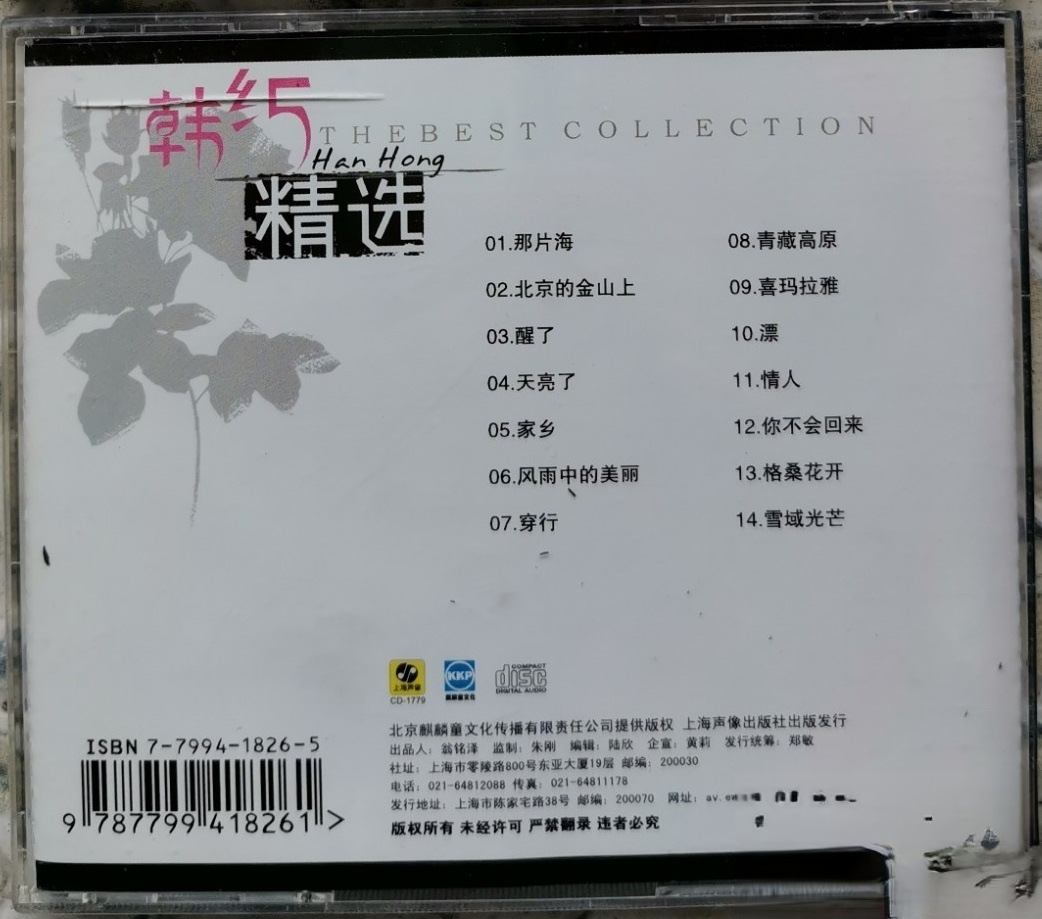 韩红
THE BEST COLLECTION
Han Hong
精选
01.那片海
02.北京的金山上
03.醒了
04.天亮了
05.家乡
06.风雨中的美丽
07.穿行
08.青藏高原
09.喜玛拉雅
10.漂
11.情人
12.你不会回来
13.格桑花开
14.雪域光芒
上海声像
CD-1779
KKP
麒麟童文化
COMPACT
disc
DIGITAL AUDIO
ISBN 7-7994-1826-5
9 787799 418261 >
北京麒麟童文化传播有限责任公司提供版权 上海声像出版社出版发行
出品人：翁铭泽 监制：朱刚 编辑：陆欣 企宣：黄莉 发行统筹：郑敏
社址：上海市零陵路800号东亚大厦19层 邮编：200030
电话：021-64812088 传真：021-64811178
发行地址：上海市陈家宅路38号 邮编：200070 网址：av.
版权所有 未经许可 严禁翻录 违者必究